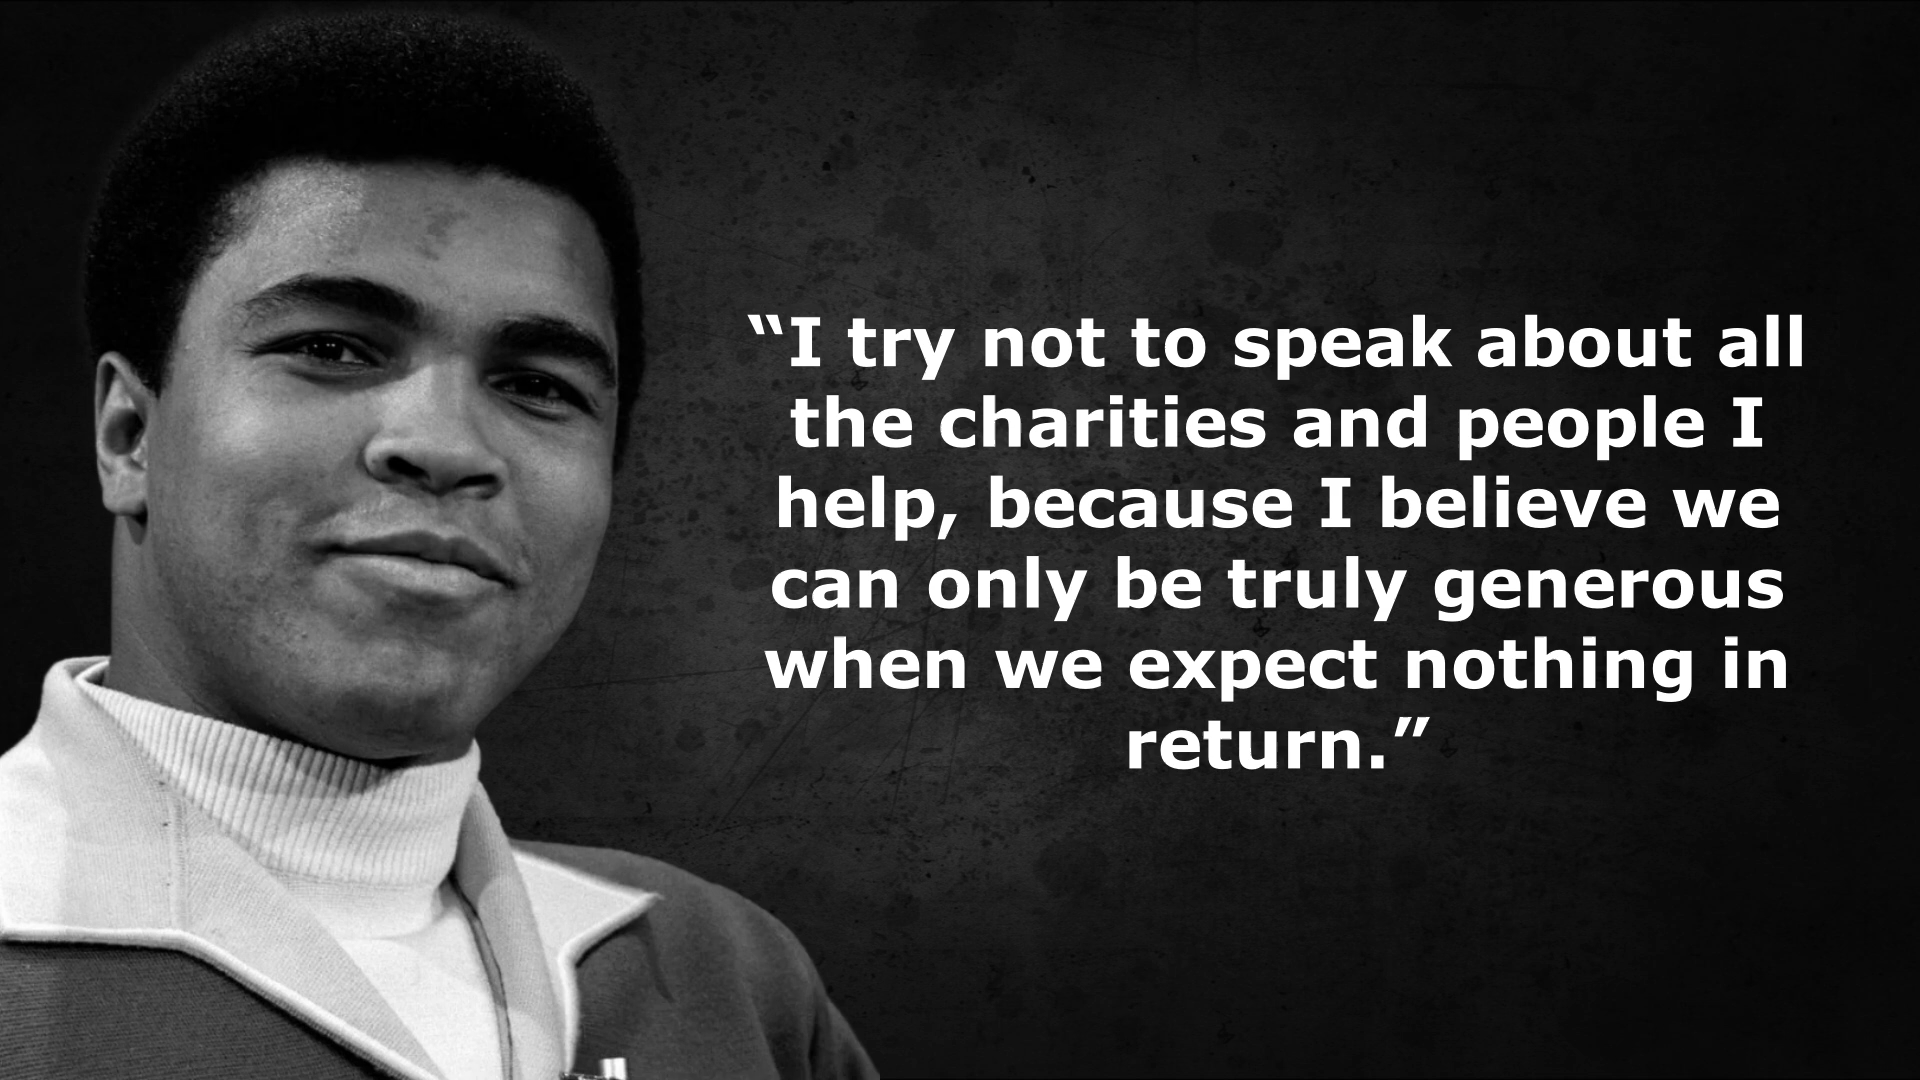 “I try not to speak about all
the charities and people I
help, because I believe we
can only be truly generous
when we expect nothing in
return.”